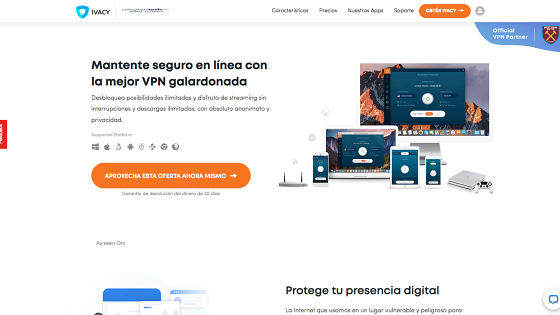 IVACY
Características
Precios
Nuestras Apps
Soporte
OBTÉN IVACY
Official
VPN Partner
Mantente seguro en línea con
la mejor VPN galardonada
Desbloquea posibilidades ilimitadas y disfruta de streaming sin
interrupciones y descargas ilimitadas, con absoluto anonimato y
privacidad.
Supported Platform:
APROVECHA ESTA OFERTA AHORA MISMO
Garantía de devolución del dinero de 30 días
As seen On:
Protege tu presencia digital
La Internet que usamos en un lugar vulnerable y peligroso para